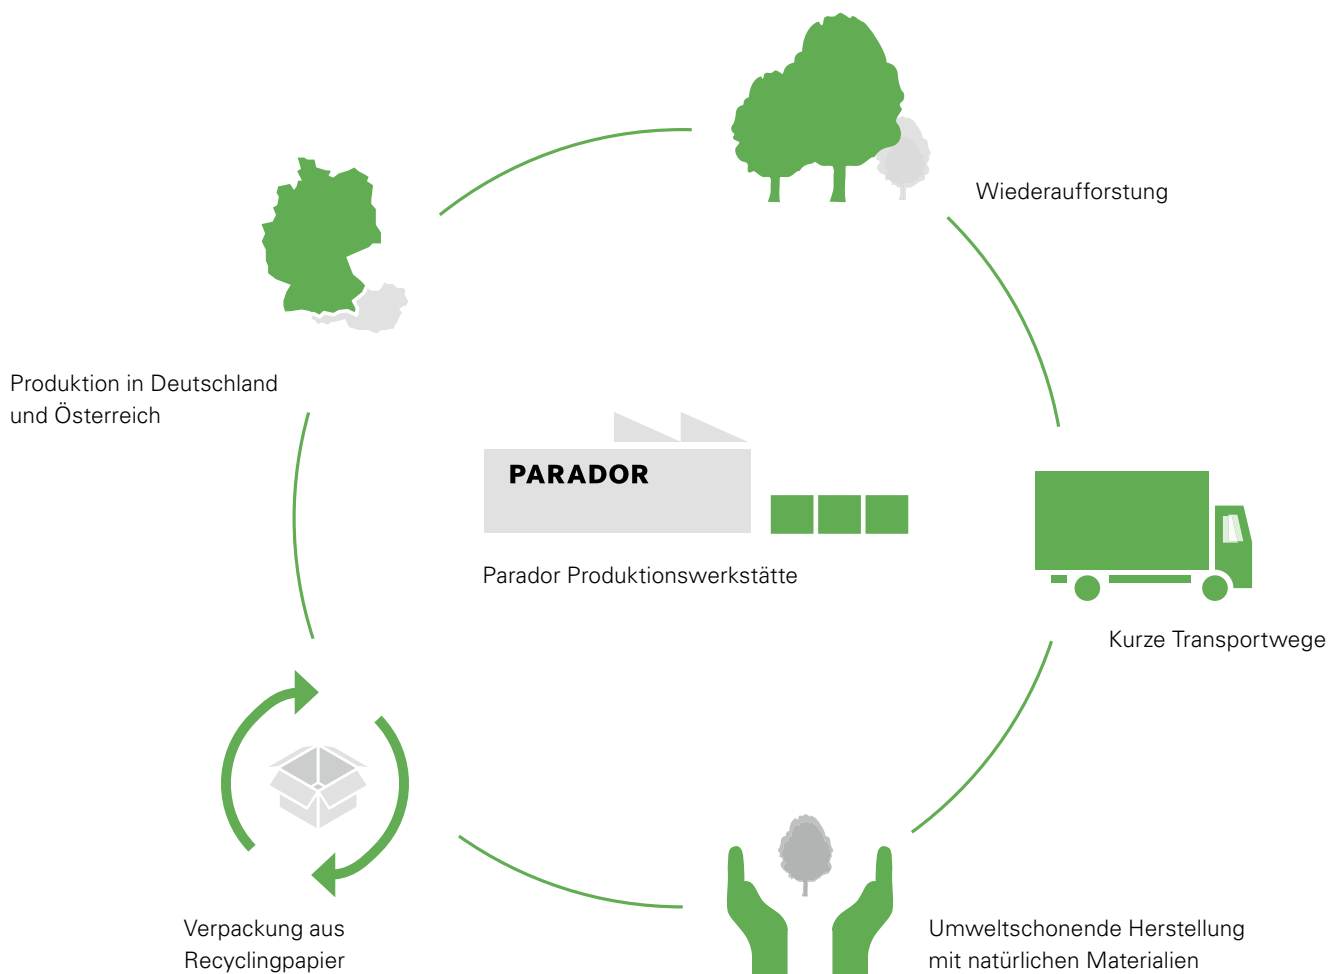 Wiederaufforstung
Produktion in Deutschland
und Österreich
PARADOR
Parador Produktionswerkstätte
Kurze Transportwege
Verpackung aus
Recyclingpapier
Umweltschonende Herstellung
mit natürlichen Materialien